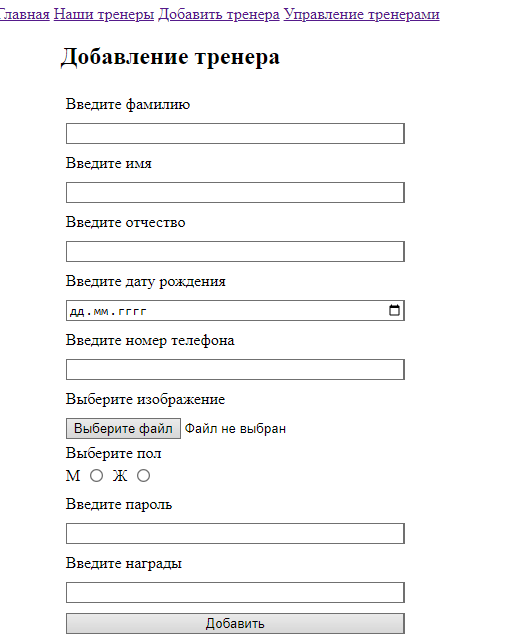 Главная Наши тренеры Добавить тренера Управление тренерами
Добавление тренера
Введите фамилию
Введите имя
Введите отчество
Введите дату рождения
дд.мм.гггг
Введите номер телефона
Выберите изображение
Выберите файл Файл не выбран
Выберите пол
М Ж
Введите пароль
Введите награды
Добавить